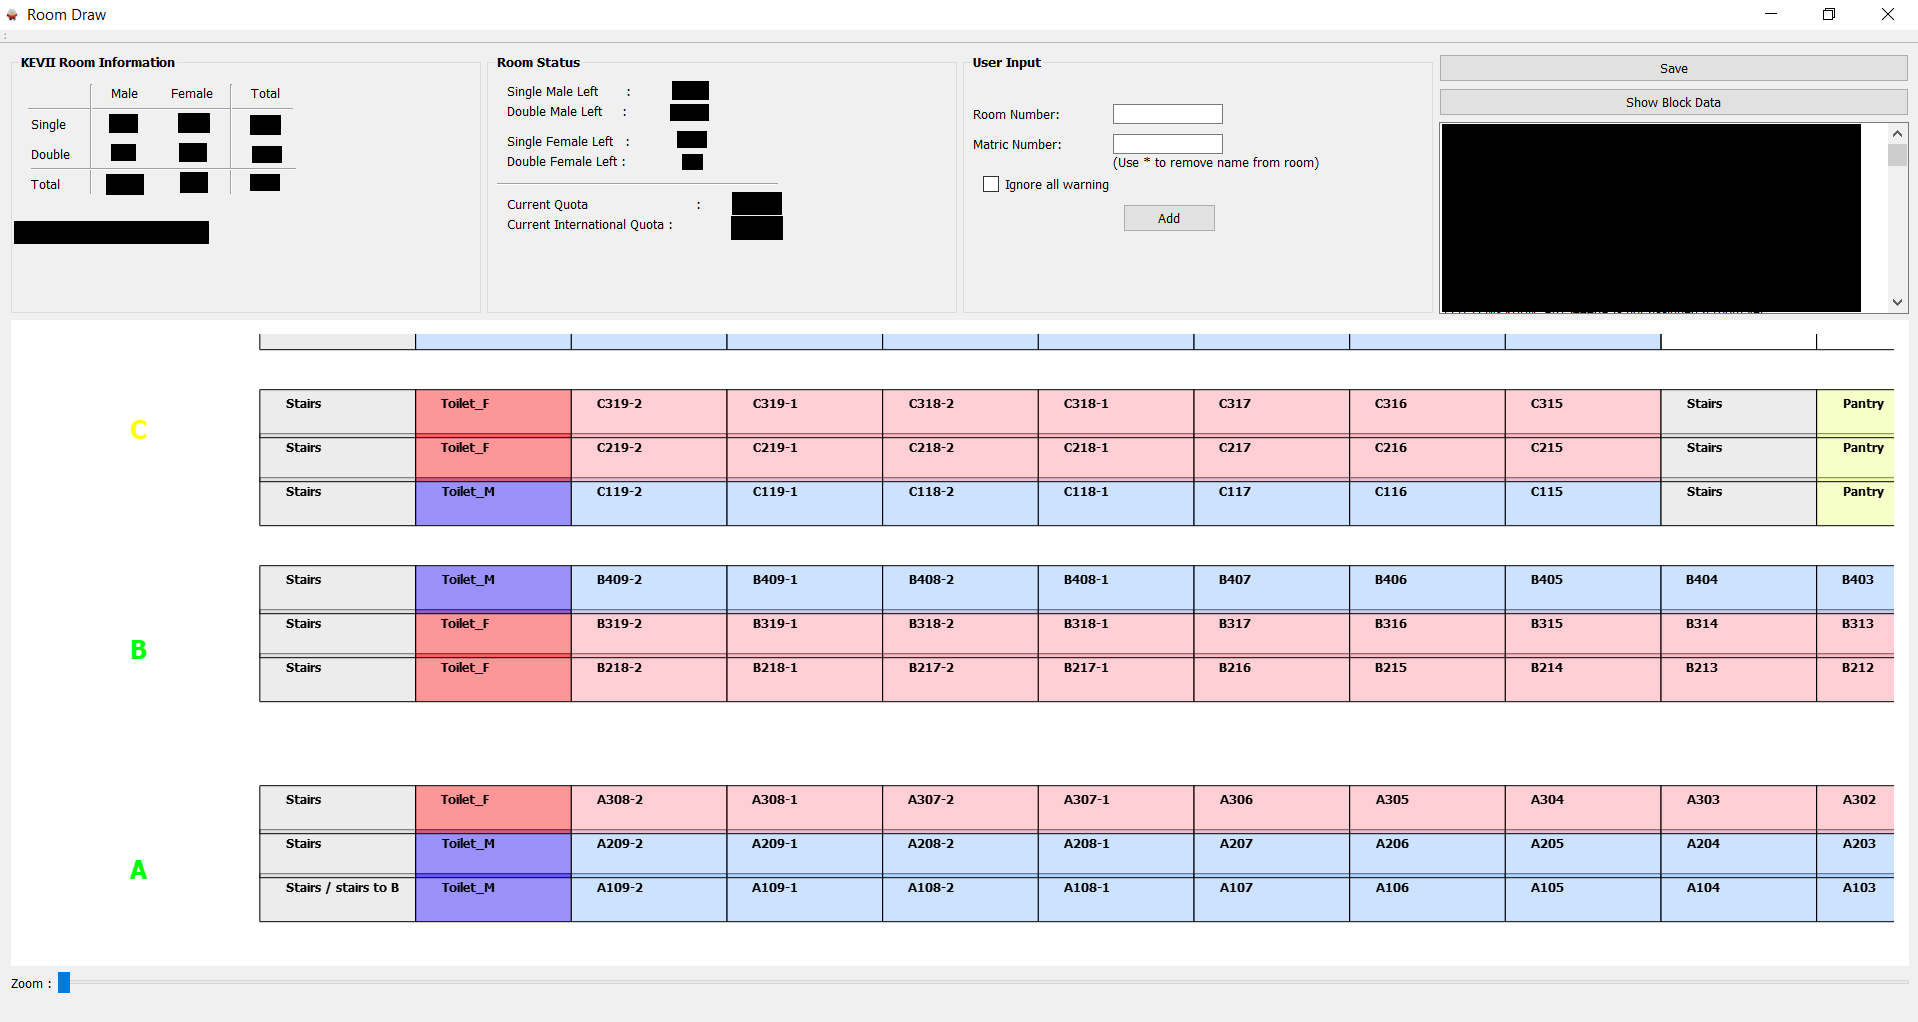 Room Draw
KEVII Room Information
Male Female Total
Single
Double
Total
Room Status
Single Male Left :
Double Male Left :
Single Female Left :
Double Female Left :
Current Quota :
Current International Quota :
User Input
Room Number:
Matric Number:
(Use * to remove name from room)
Ignore all warning
Add
Save
Show Block Data
C
Stairs Toilet_F C319-2 C319-1 C318-2 C318-1 C317 C316 C315 Stairs Pantry
Stairs Toilet_F C219-2 C219-1 C218-2 C218-1 C217 C216 C215 Stairs Pantry
Stairs Toilet_M C119-2 C119-1 C118-2 C118-1 C117 C116 C115 Stairs Pantry
B
Stairs Toilet_M B409-2 B409-1 B408-2 B408-1 B407 B406 B405 B404 B403
Stairs Toilet_F B319-2 B319-1 B318-2 B318-1 B317 B316 B315 B314 B313
Stairs Toilet_F B218-2 B218-1 B217-2 B217-1 B216 B215 B214 B213 B212
A
Stairs Toilet_F A308-2 A308-1 A307-2 A307-1 A306 A305 A304 A303 A302
Stairs Toilet_M A209-2 A209-1 A208-2 A208-1 A207 A206 A205 A204 A203
Stairs / stairs to B Toilet_M A109-2 A109-1 A108-2 A108-1 A107 A106 A105 A104 A103
Zoom :